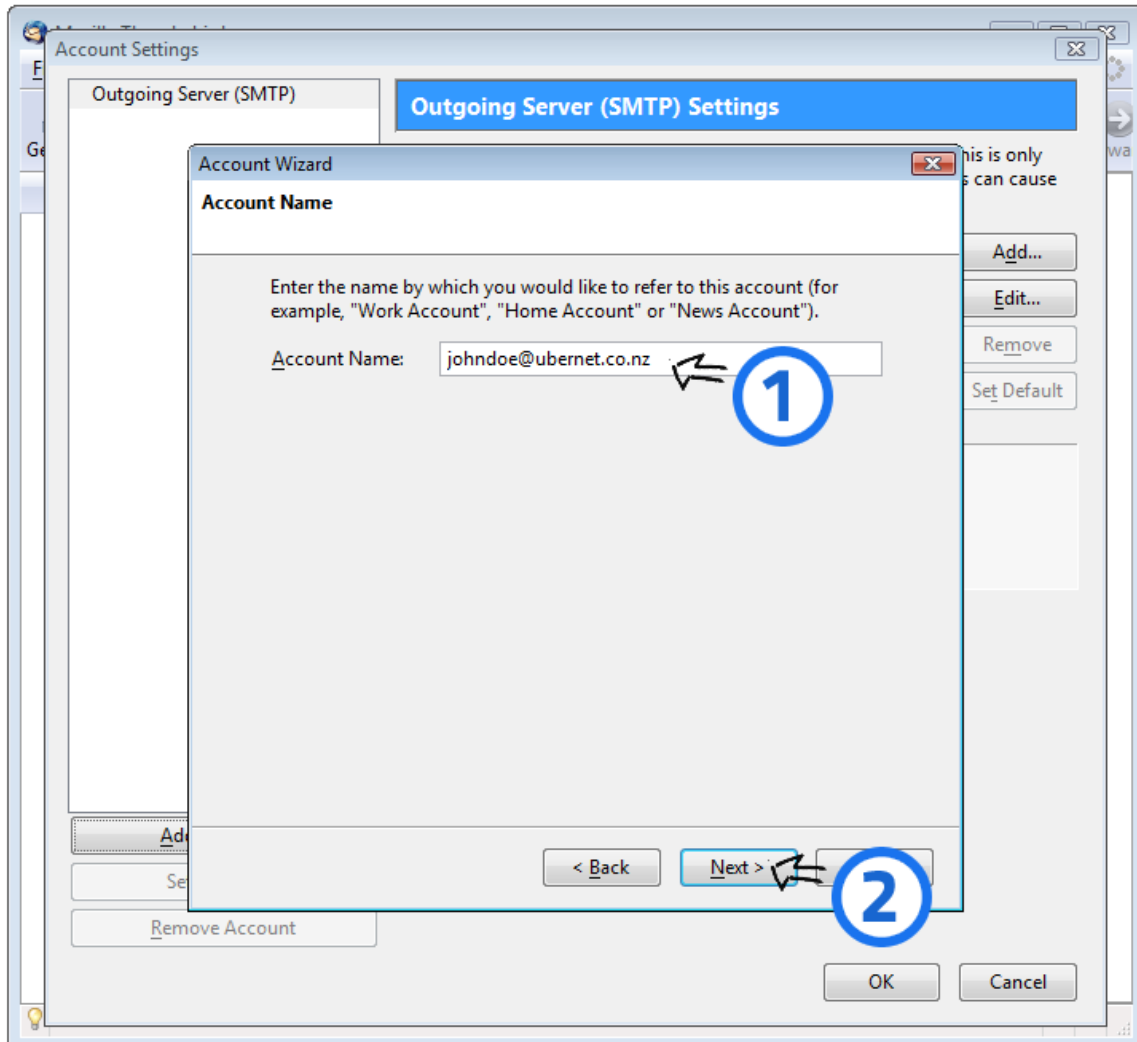 Account Settings
Outgoing Server (SMTP)
Outgoing Server (SMTP) Settings
Account Wizard
his is only
s can cause
Account Name
Add...
Enter the name by which you would like to refer to this account (for
example, "Work Account", "Home Account" or "News Account").
Edit...
Account Name: johndoe@ubernet.co.nz
1
Remove
Set Default
< Back
Next >
2
Remove Account
OK
Cancel